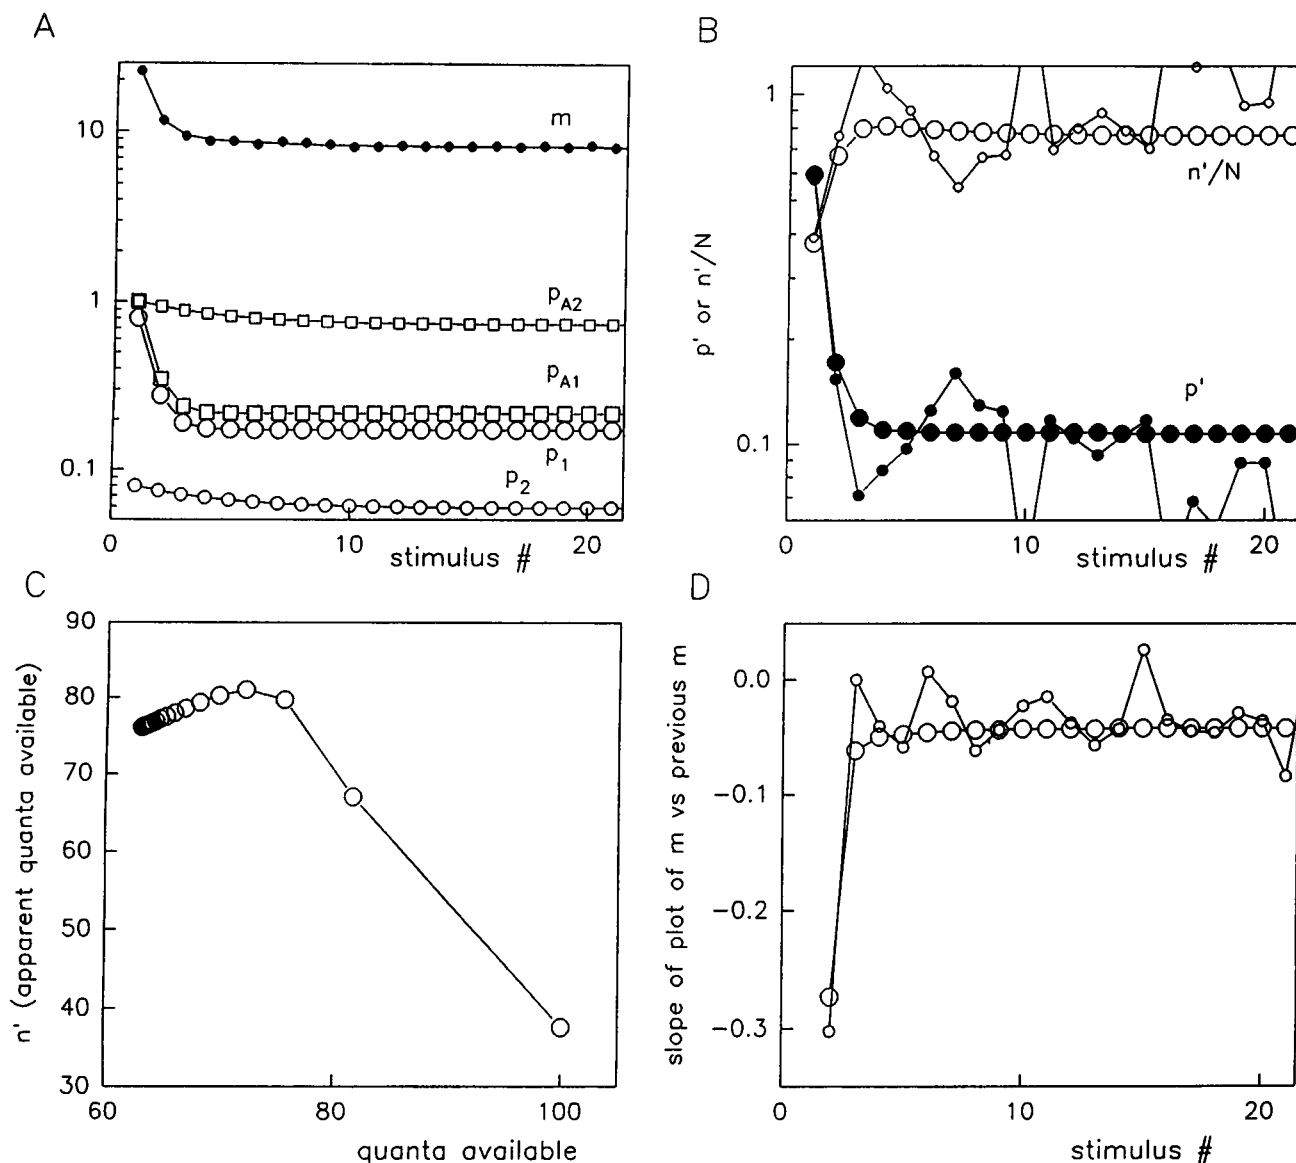 A
10
1
0.1
0
10
20
stimulus #
m
p_A2
p_A1
p_1
p_2
B
p' or n'/N
1
0.1
0
10
20
stimulus #
n'/N
p'
C
n' (apparent quanta available)
90
80
70
60
50
40
30
60
80
100
quanta available
D
slope of plot of m vs previous m
0.0
−0.1
−0.2
−0.3
0
10
20
stimulus #